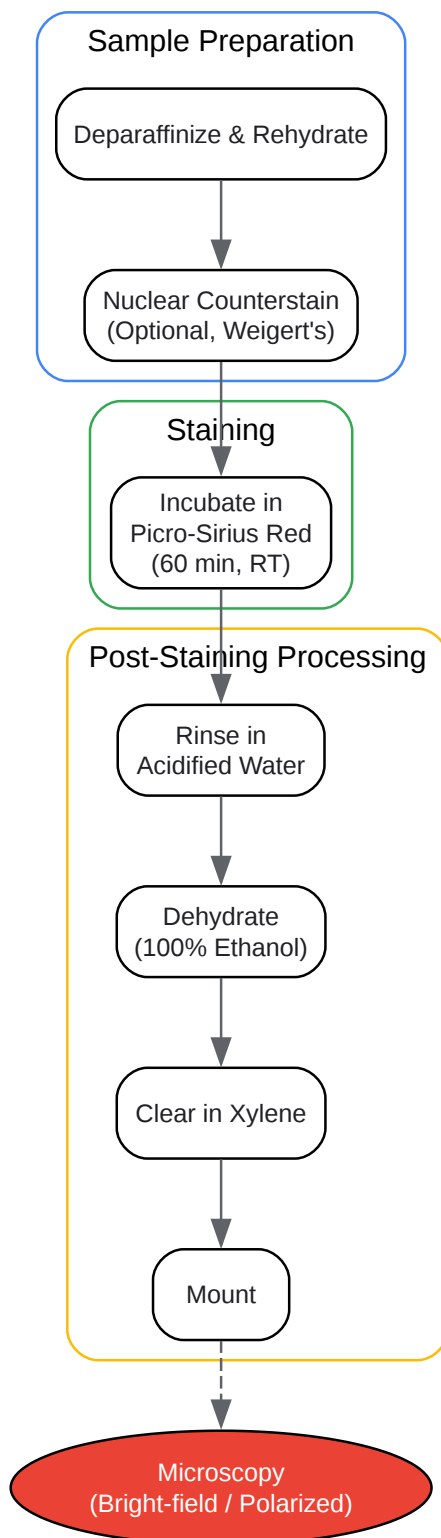 Sample Preparation
Deparaffinize & Rehydrate
Nuclear Counterstain
(Optional, Weigert's)
Staining
Incubate in
Picro-Sirius Red
(60 min, RT)
Post-Staining Processing
Rinse in
Acidified Water
Dehydrate
(100% Ethanol)
Clear in Xylene
Mount
Microscopy
(Bright-field / Polarized)